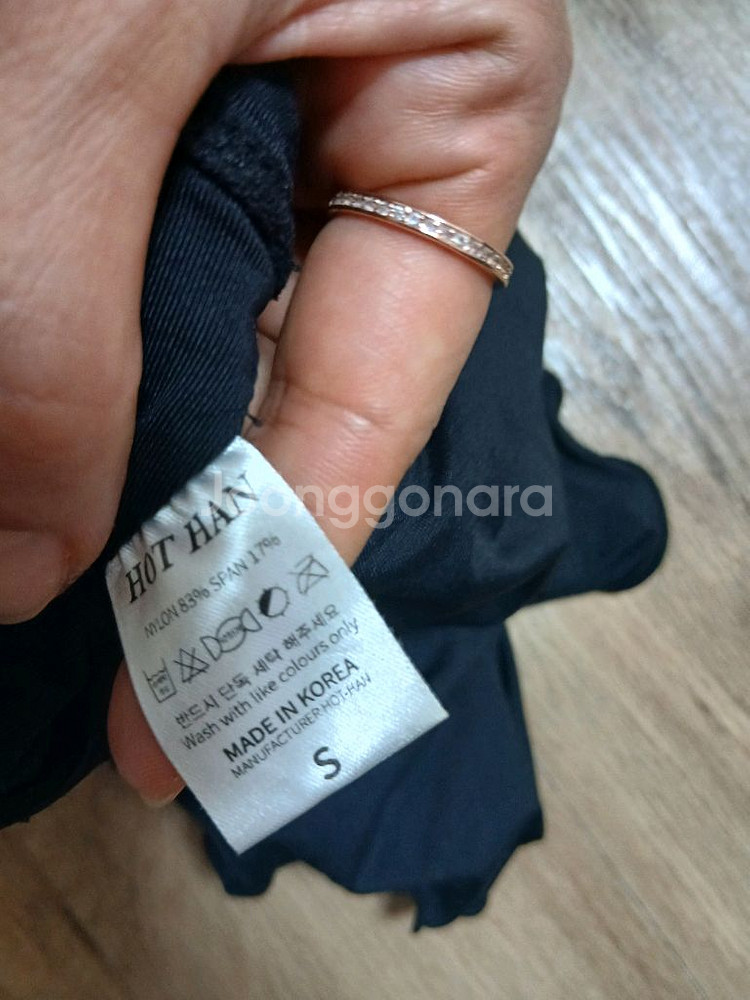 HOT HAN
NYLON 83% SPAN 17%
반드시 단독 세탁 해주세요
Wash with like colours only
MADE IN KOREA
MANUFACTURER-HOT-HAN
S